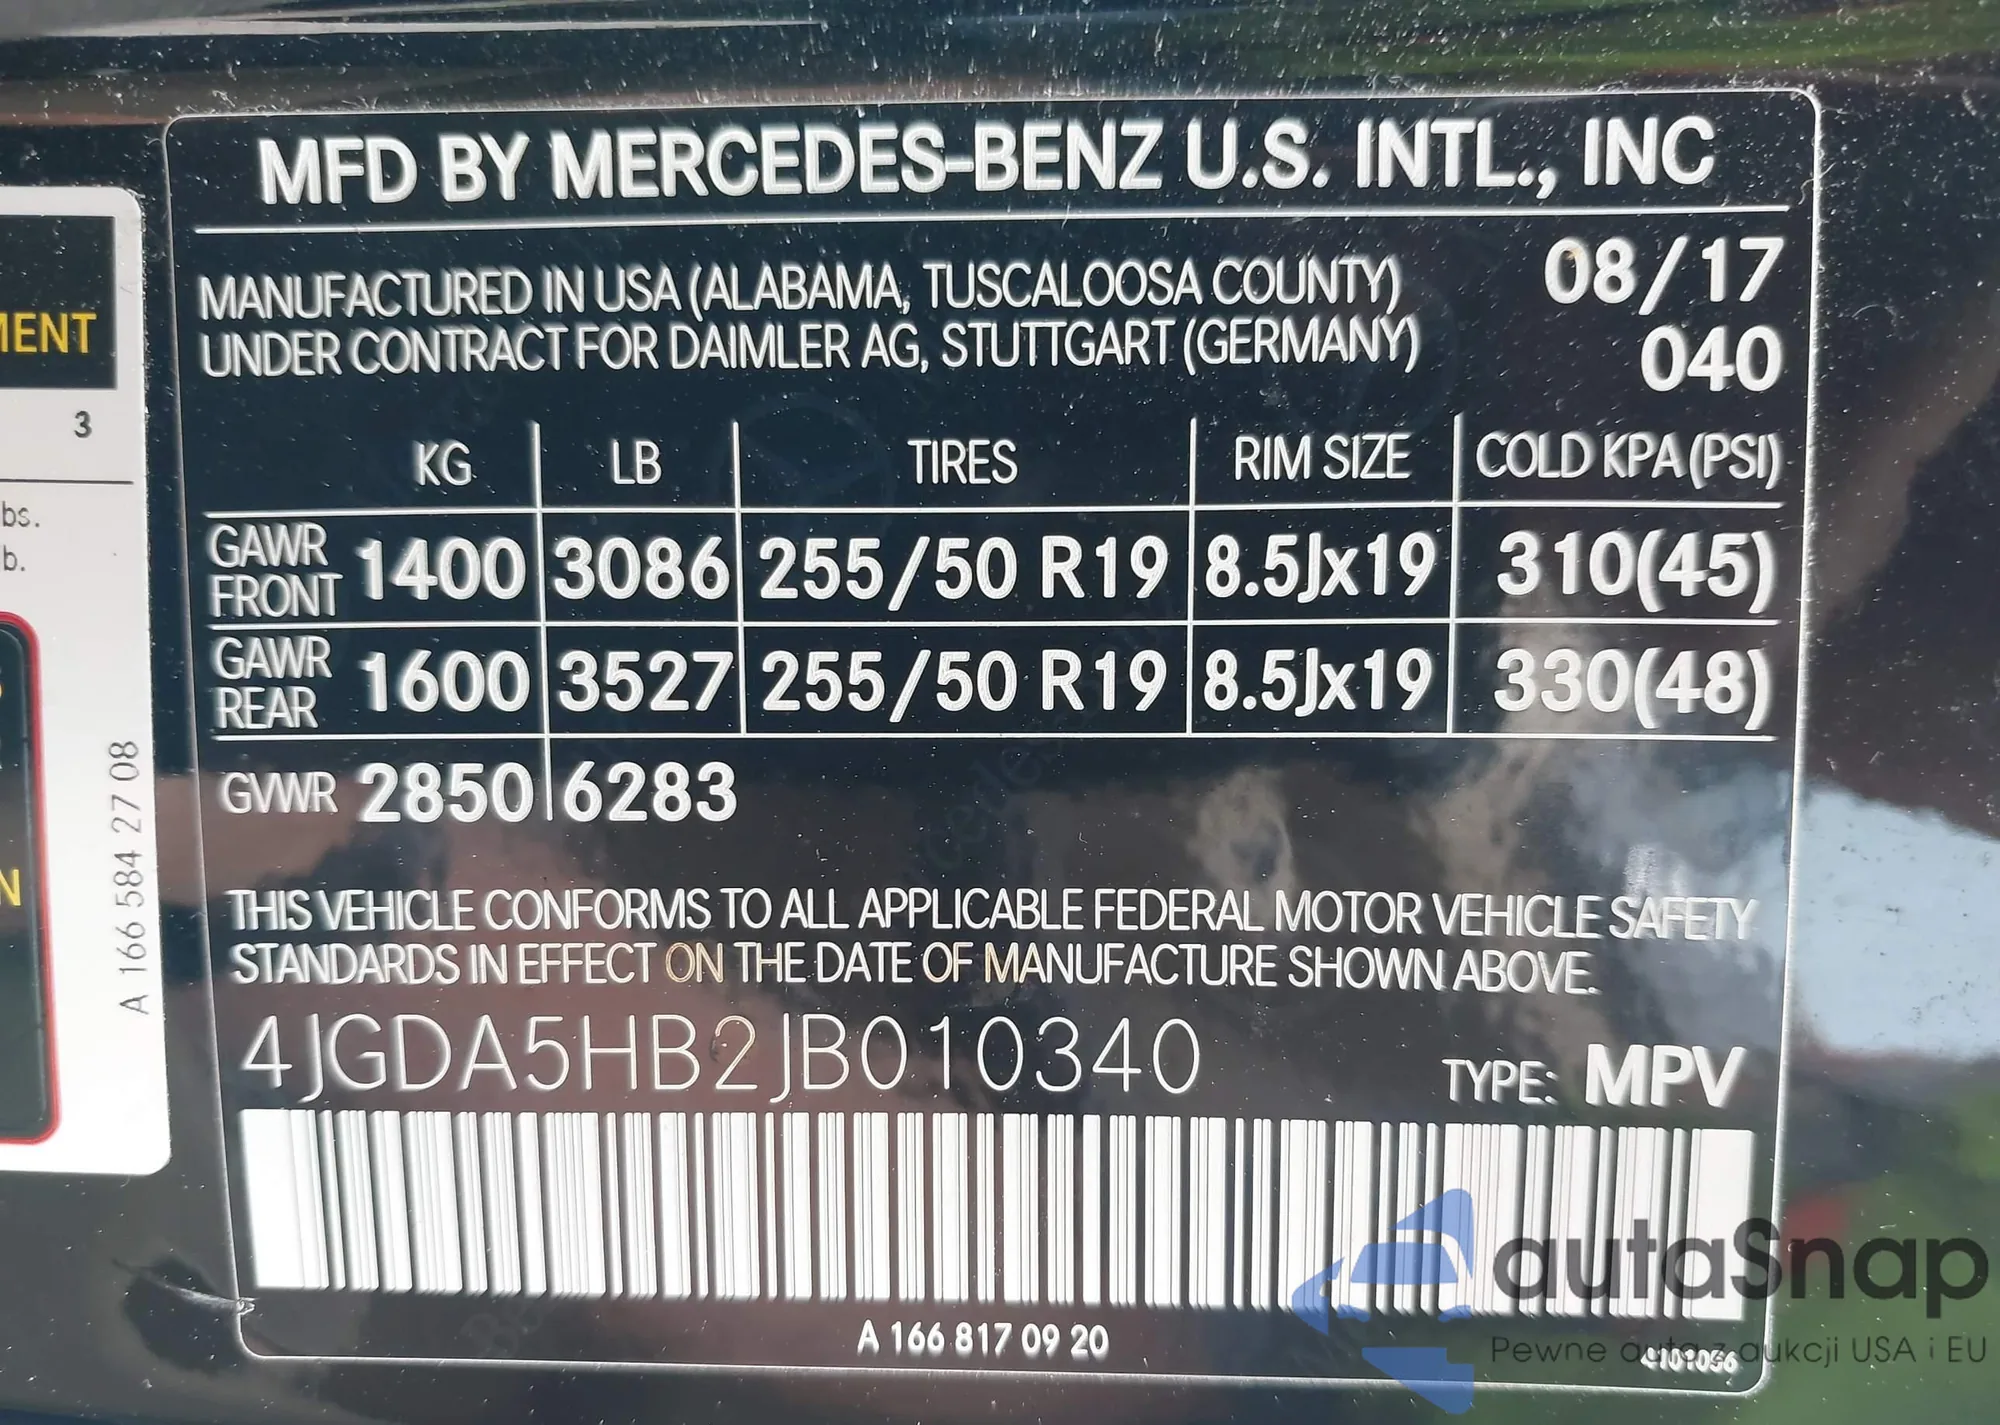 MFD BY MERCEDES-BENZ U.S. INTL., INC
MANUFACTURED IN USA (ALABAMA, TUSCALOOSA COUNTY) 08/17
UNDER CONTRACT FOR DAIMLER AG, STUTTGART (GERMANY) 040
KG LB TIRES RIM SIZE COLD KPA (PSI)
GAWR FRONT 1400 3086 255/50 R19 8.5Jx19 310(45)
GAWR REAR 1600 3527 255/50 R19 8.5Jx19 330(48)
GVWR 2850 6283
THIS VEHICLE CONFORMS TO ALL APPLICABLE FEDERAL MOTOR VEHICLE SAFETY
STANDARDS IN EFFECT ON THE DATE OF MANUFACTURE SHOWN ABOVE.
4JGDA5HB2JB010340
TYPE: MPV
A 166 817 09 20
3
bs.
b.
A 166 584 27 08
autaSnap
Pewne auta z aukcji USA i EU